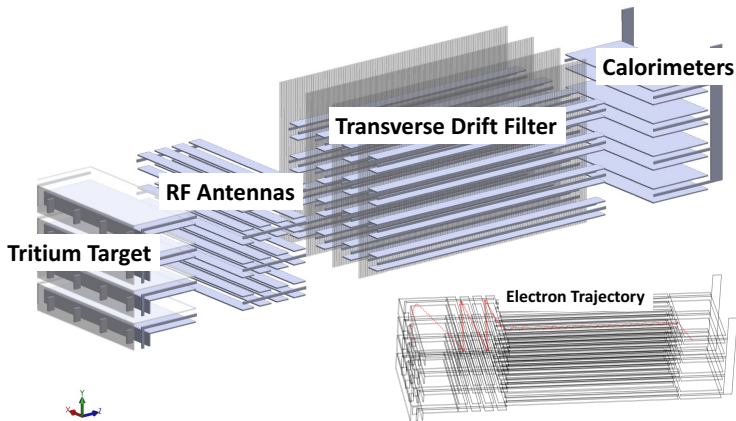 Calorimeters
Transverse Drift Filter
RF Antennas
Tritium Target
Electron Trajectory
Y
X
Z